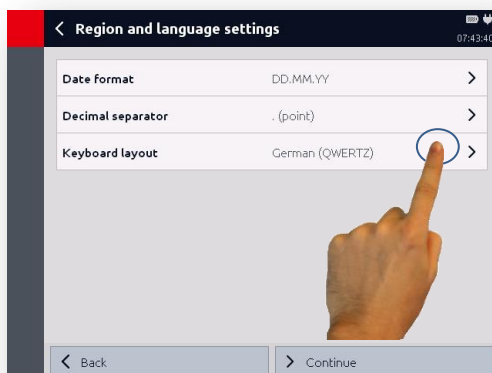 Region and language settings
07:43:40
Date format DD.MM.YY
Decimal separator . (point)
Keyboard layout German (QWERTZ)
Back
Continue